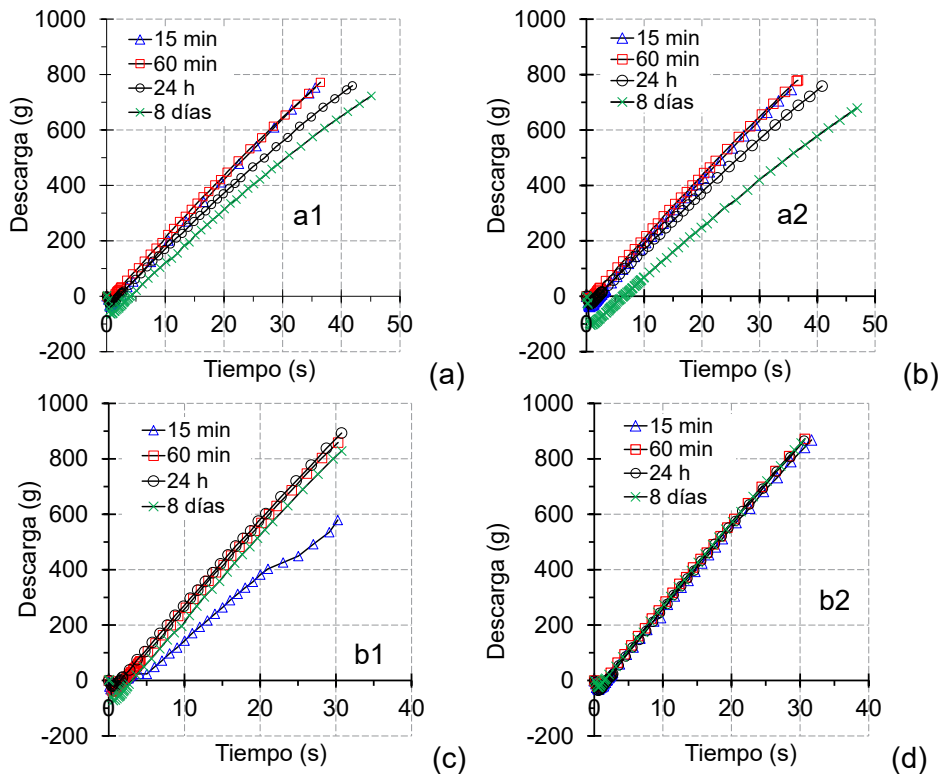 1000
800
600
400
200
0
-200
0 10 20 30 40 50
Descarga (g)
Tiempo (s)
15 min
60 min
24 h
8 días
a1
(a)
1000
800
600
400
200
0
-200
0 10 20 30 40 50
Descarga (g)
Tiempo (s)
15 min
60 min
24 h
8 días
a2
(b)
1000
800
600
400
200
0
-200
0 10 20 30 40
Descarga (g)
Tiempo (s)
15 min
60 min
24 h
8 días
b1
(c)
1000
800
600
400
200
0
-200
0 10 20 30 40
Descarga (g)
Tiempo (s)
15 min
60 min
24 h
8 días
b2
(d)